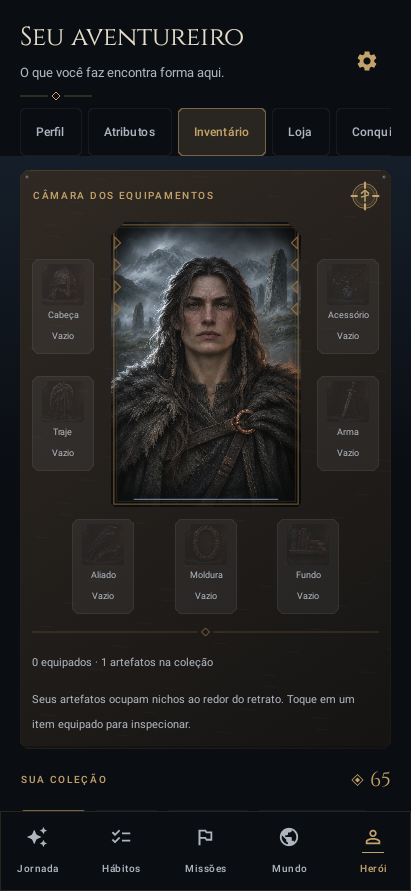 Seu aventureiro
O que você faz encontra forma aqui.
Perfil
Atributos
Inventário
Loja
Conqui
CÂMARA DOS EQUIPAMENTOS
Cabeça
Vazio
Acessório
Vazio
Traje
Vazio
Arma
Vazio
Aliado
Vazio
Moldura
Vazio
Fundo
Vazio
0 equipados · 1 artefatos na coleção
Seus artefatos ocupam nichos ao redor do retrato. Toque em um
item equipado para inspecionar.
SUA COLEÇÃO
65
Jornada
Hábitos
Missões
Mundo
Herói